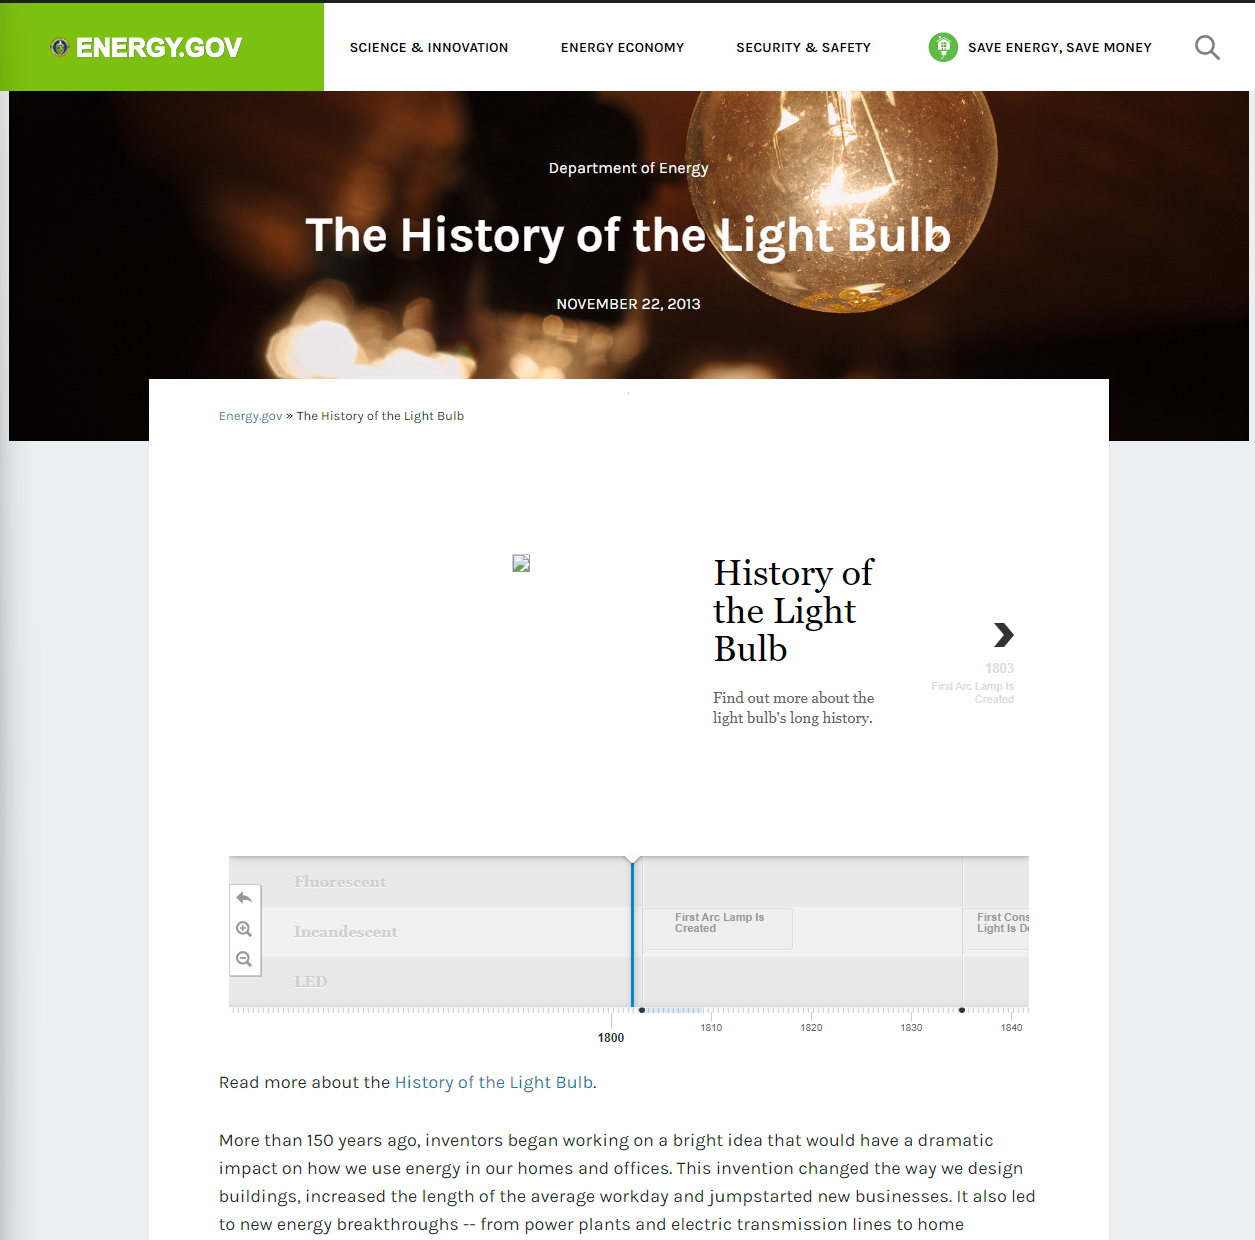 ENERGY.GOV
SCIENCE & INNOVATION
ENERGY ECONOMY
SECURITY & SAFETY
SAVE ENERGY, SAVE MONEY
Department of Energy
The History of the Light Bulb
NOVEMBER 22, 2013
Energy.gov » The History of the Light Bulb
History of
the Light
Bulb
Find out more about the
light bulb's long history.
1803
First Arc Lamp Is
Created
Fluorescent
Incandescent
LED
First Arc Lamp Is
Created
First Cons
Light Is De
1800
1810
1820
1830
1840
Read more about the History of the Light Bulb.
More than 150 years ago, inventors began working on a bright idea that would have a dramatic
impact on how we use energy in our homes and offices. This invention changed the way we design
buildings, increased the length of the average workday and jumpstarted new businesses. It also led
to new energy breakthroughs -- from power plants and electric transmission lines to home